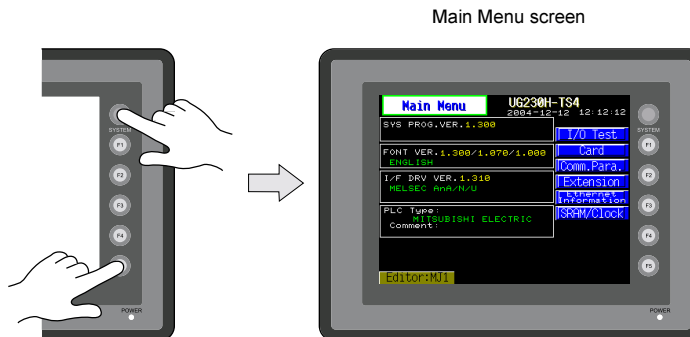 Main Menu screen
SYSTEM
F1
F2
F3
F4
POWER
Main Menu
UG230H-TS4
2004-12-12 12:12:12
SYS PROG.VER.1.300
FONT VER.1.300/1.070/1.000
ENGLISH
I/F DRV VER.1.310
MELSEC AnA/N/U
PLC Type:
MITSUBISHI ELECTRIC
Comment:
I/O Test
Card
Comm.Para.
Extension
Ethernet
Information
SRAM/Clock
Editor:MJ1
SYSTEM
F1
F2
F3
F4
F5
POWER